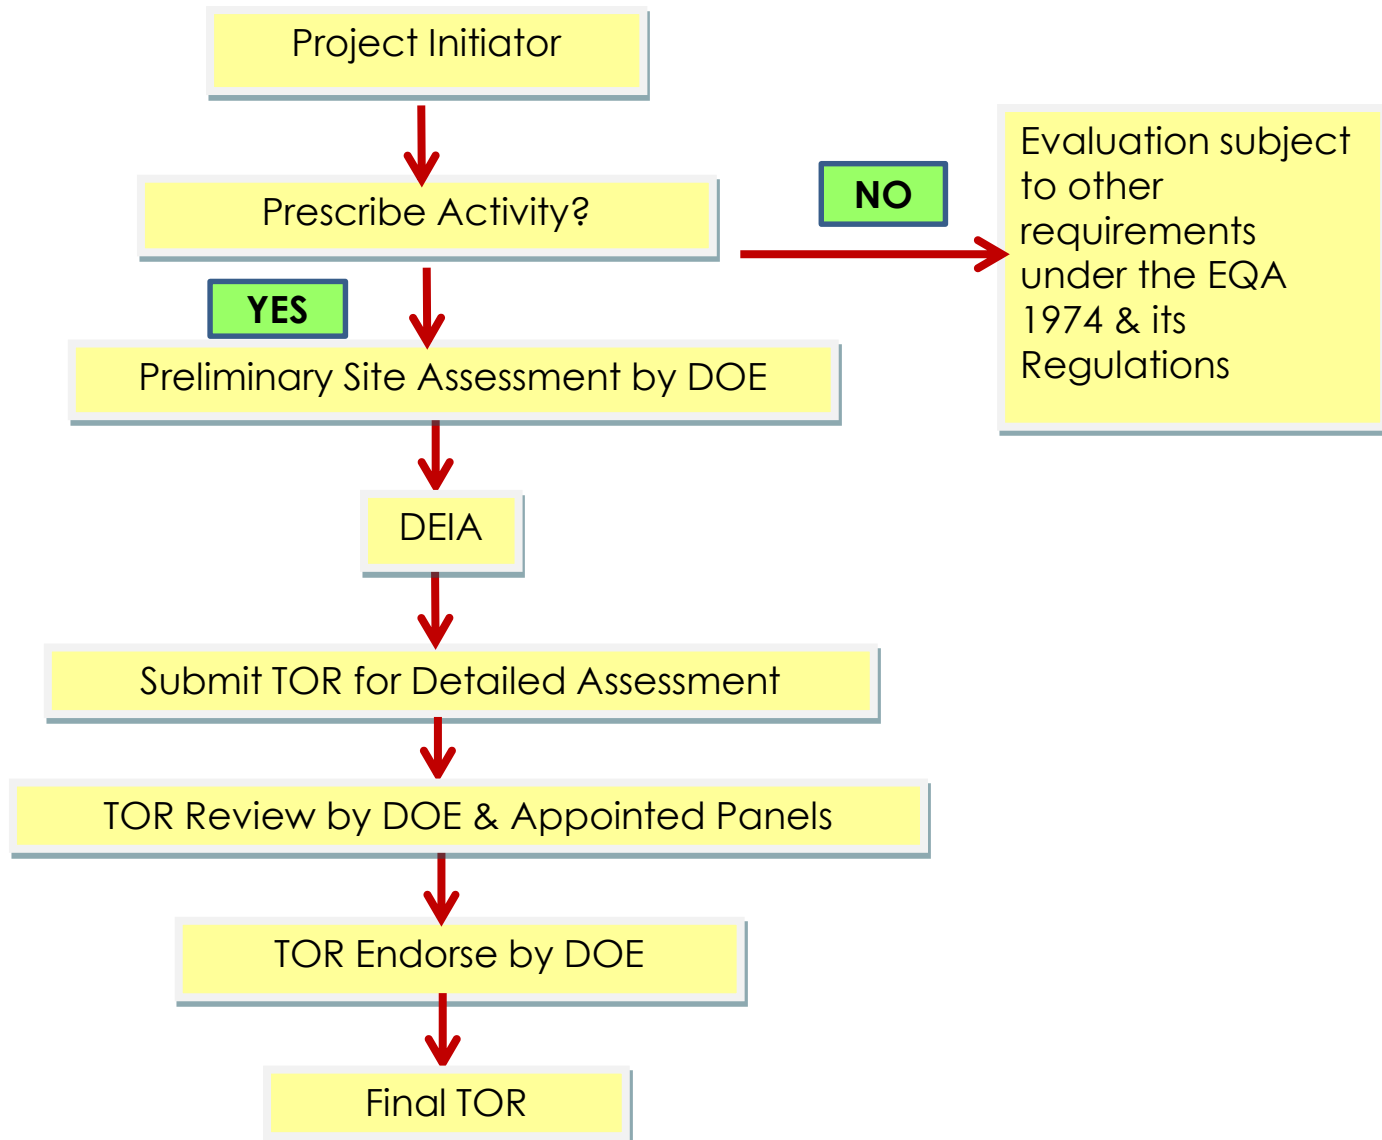 Project Initiator
Prescribe Activity?
NO
Evaluation subject
to other
requirements
under the EQA
1974 & its
Regulations
YES
Preliminary Site Assessment by DOE
DEIA
Submit TOR for Detailed Assessment
TOR Review by DOE & Appointed Panels
TOR Endorse by DOE
Final TOR